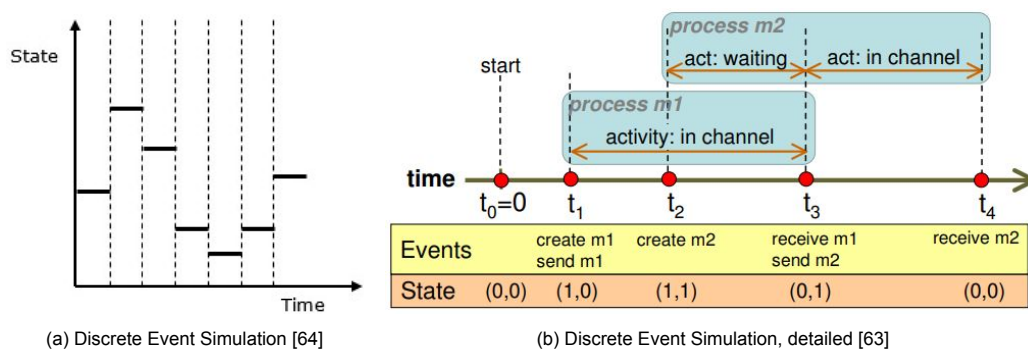 State
Time
(a) Discrete Event Simulation [64]
process m2
act: waiting
act: in channel
start
process m1
activity: in channel
time
t0=0
t1
t2
t3
t4
Events
create m1
send m1
create m2
receive m1
send m2
receive m2
State
(0,0)
(1,0)
(1,1)
(0,1)
(0,0)
(b) Discrete Event Simulation, detailed [63]